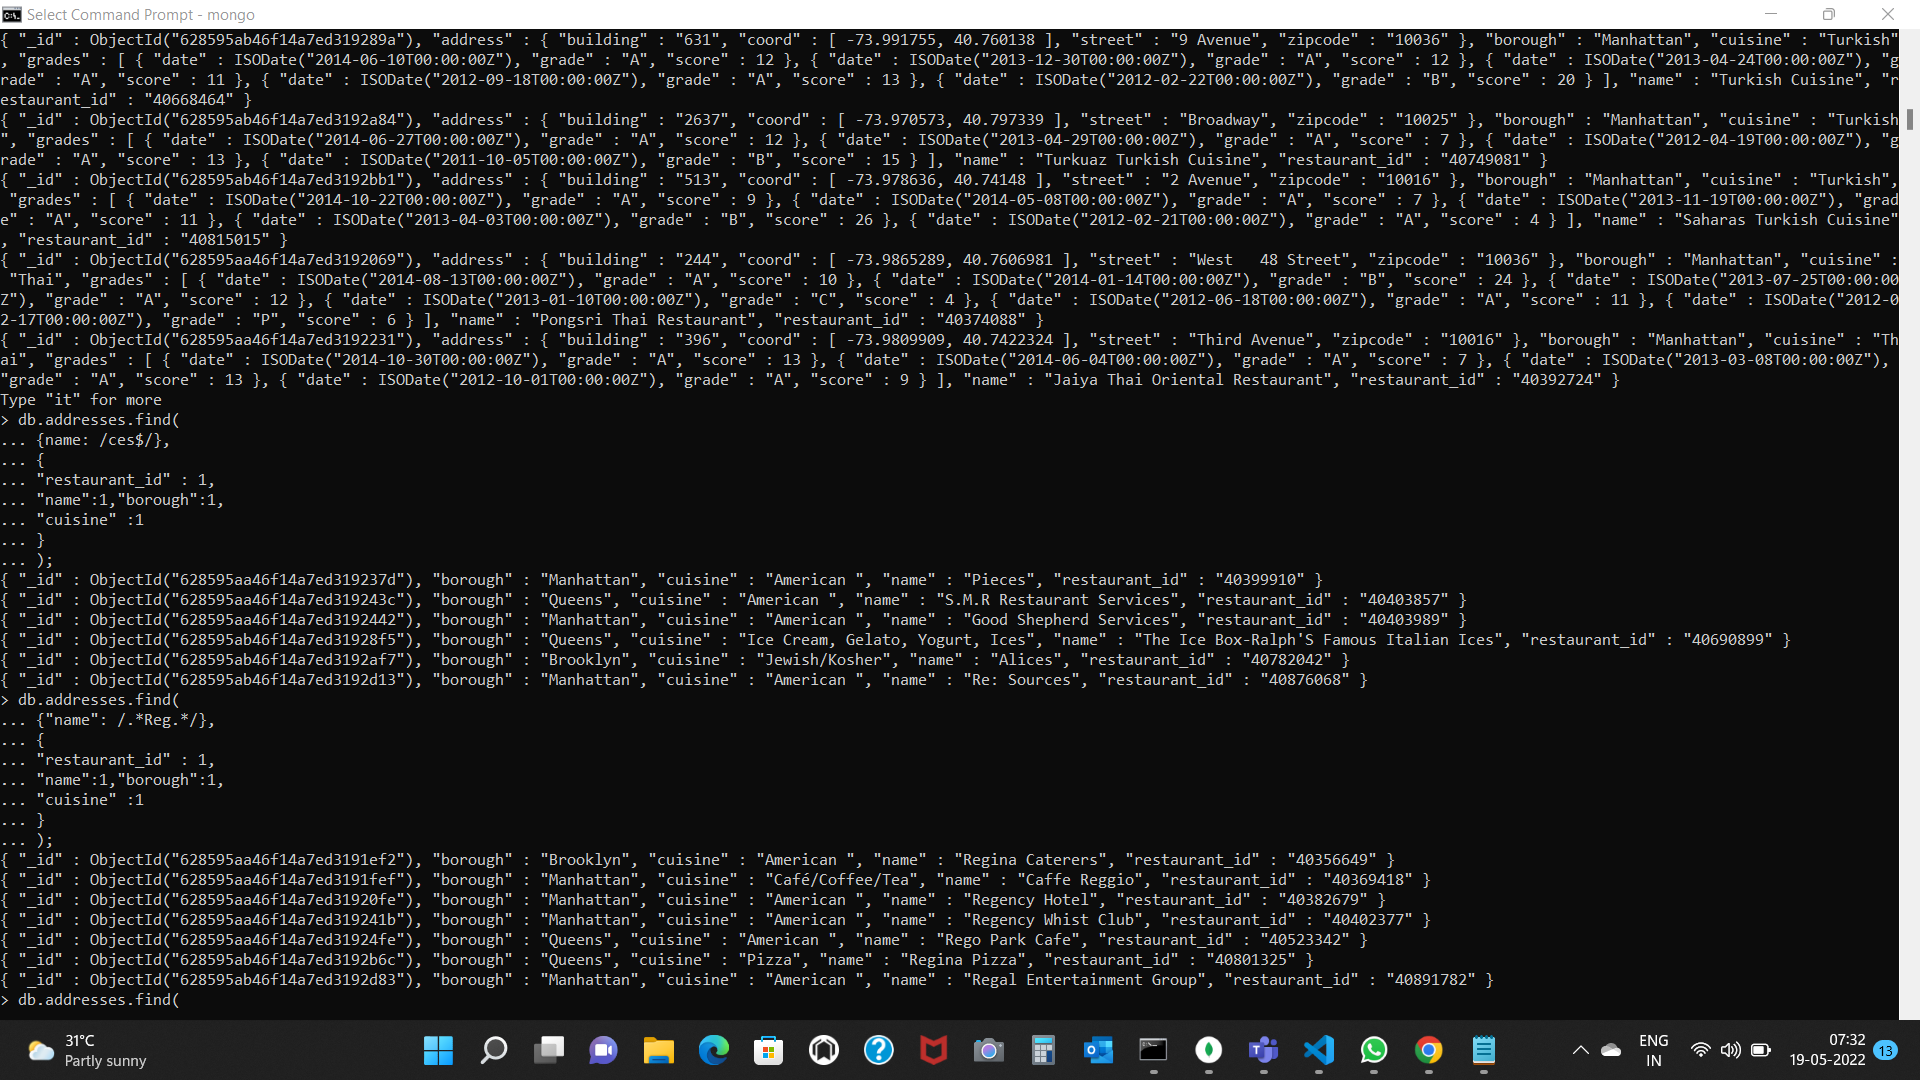 Select Command Prompt - mongo
{ "_id" : ObjectId("628595ab46f14a7ed319289a"), "address" : { "building" : "631", "coord" : [ -73.991755, 40.760138 ], "street" : "9 Avenue", "zipcode" : "10036" }, "borough" : "Manhattan", "cuisine" : "Turkish"
, "grades" : [ { "date" : ISODate("2014-06-10T00:00:00Z"), "grade" : "A", "score" : 12 }, { "date" : ISODate("2013-12-30T00:00:00Z"), "grade" : "A", "score" : 12 }, { "date" : ISODate("2013-04-24T00:00:00Z"), "g
rade" : "A", "score" : 11 }, { "date" : ISODate("2012-09-18T00:00:00Z"), "grade" : "A", "score" : 13 }, { "date" : ISODate("2012-02-22T00:00:00Z"), "grade" : "B", "score" : 20 } ], "name" : "Turkish Cuisine", "r
estaurant_id" : "40668464" }
{ "_id" : ObjectId("628595ab46f14a7ed3192a84"), "address" : { "building" : "2637", "coord" : [ -73.970573, 40.797339 ], "street" : "Broadway", "zipcode" : "10025" }, "borough" : "Manhattan", "cuisine" : "Turkish
", "grades" : [ { "date" : ISODate("2014-06-27T00:00:00Z"), "grade" : "A", "score" : 12 }, { "date" : ISODate("2013-04-29T00:00:00Z"), "grade" : "A", "score" : 7 }, { "date" : ISODate("2012-04-19T00:00:00Z"), "g
rade" : "A", "score" : 13 }, { "date" : ISODate("2011-10-05T00:00:00Z"), "grade" : "B", "score" : 15 } ], "name" : "Turkuaz Turkish Cuisine", "restaurant_id" : "40749081" }
{ "_id" : ObjectId("628595ab46f14a7ed3192bb1"), "address" : { "building" : "513", "coord" : [ -73.978636, 40.74148 ], "street" : "2 Avenue", "zipcode" : "10016" }, "borough" : "Manhattan", "cuisine" : "Turkish",
 "grades" : [ { "date" : ISODate("2014-10-22T00:00:00Z"), "grade" : "A", "score" : 9 }, { "date" : ISODate("2014-05-08T00:00:00Z"), "grade" : "A", "score" : 7 }, { "date" : ISODate("2013-11-19T00:00:00Z"), "grad
e" : "A", "score" : 11 }, { "date" : ISODate("2013-04-03T00:00:00Z"), "grade" : "B", "score" : 26 }, { "date" : ISODate("2012-02-21T00:00:00Z"), "grade" : "A", "score" : 4 } ], "name" : "Saharas Turkish Cuisine"
, "restaurant_id" : "40815015" }
{ "_id" : ObjectId("628595aa46f14a7ed3192069"), "address" : { "building" : "244", "coord" : [ -73.9865289, 40.7606981 ], "street" : "West   48 Street", "zipcode" : "10036" }, "borough" : "Manhattan", "cuisine" :
 "Thai", "grades" : [ { "date" : ISODate("2014-08-13T00:00:00Z"), "grade" : "A", "score" : 10 }, { "date" : ISODate("2014-01-14T00:00:00Z"), "grade" : "B", "score" : 24 }, { "date" : ISODate("2013-07-25T00:00:00
Z"), "grade" : "A", "score" : 12 }, { "date" : ISODate("2013-01-10T00:00:00Z"), "grade" : "C", "score" : 4 }, { "date" : ISODate("2012-06-18T00:00:00Z"), "grade" : "A", "score" : 11 }, { "date" : ISODate("2012-0
2-17T00:00:00Z"), "grade" : "P", "score" : 6 } ], "name" : "Pongsri Thai Restaurant", "restaurant_id" : "40374088" }
{ "_id" : ObjectId("628595aa46f14a7ed3192231"), "address" : { "building" : "396", "coord" : [ -73.9809909, 40.7422324 ], "street" : "Third Avenue", "zipcode" : "10016" }, "borough" : "Manhattan", "cuisine" : "Th
ai", "grades" : [ { "date" : ISODate("2014-10-30T00:00:00Z"), "grade" : "A", "score" : 13 }, { "date" : ISODate("2014-06-04T00:00:00Z"), "grade" : "A", "score" : 7 }, { "date" : ISODate("2013-03-08T00:00:00Z"),
"grade" : "A", "score" : 13 }, { "date" : ISODate("2012-10-01T00:00:00Z"), "grade" : "A", "score" : 9 } ], "name" : "Jaiya Thai Oriental Restaurant", "restaurant_id" : "40392724" }
Type "it" for more
> db.addresses.find(
... {name: /ces$/},
... {
... "restaurant_id" : 1,
... "name":1,"borough":1,
... "cuisine" :1
... }
... );
{ "_id" : ObjectId("628595aa46f14a7ed319237d"), "borough" : "Manhattan", "cuisine" : "American ", "name" : "Pieces", "restaurant_id" : "40399910" }
{ "_id" : ObjectId("628595aa46f14a7ed319243c"), "borough" : "Queens", "cuisine" : "American ", "name" : "S.M.R Restaurant Services", "restaurant_id" : "40403857" }
{ "_id" : ObjectId("628595aa46f14a7ed3192442"), "borough" : "Manhattan", "cuisine" : "American ", "name" : "Good Shepherd Services", "restaurant_id" : "40403989" }
{ "_id" : ObjectId("628595ab46f14a7ed31928f5"), "borough" : "Queens", "cuisine" : "Ice Cream, Gelato, Yogurt, Ices", "name" : "The Ice Box-Ralph'S Famous Italian Ices", "restaurant_id" : "40690899" }
{ "_id" : ObjectId("628595ab46f14a7ed3192af7"), "borough" : "Brooklyn", "cuisine" : "Jewish/Kosher", "name" : "Alices", "restaurant_id" : "40782042" }
{ "_id" : ObjectId("628595ab46f14a7ed3192d13"), "borough" : "Manhattan", "cuisine" : "American ", "name" : "Re: Sources", "restaurant_id" : "40876068" }
> db.addresses.find(
... {"name": /.*Reg.*/},
... {
... "restaurant_id" : 1,
... "name":1,"borough":1,
... "cuisine" :1
... }
... );
{ "_id" : ObjectId("628595aa46f14a7ed3191ef2"), "borough" : "Brooklyn", "cuisine" : "American ", "name" : "Regina Caterers", "restaurant_id" : "40356649" }
{ "_id" : ObjectId("628595aa46f14a7ed3191fef"), "borough" : "Manhattan", "cuisine" : "Café/Coffee/Tea", "name" : "Caffe Reggio", "restaurant_id" : "40369418" }
{ "_id" : ObjectId("628595aa46f14a7ed31920fe"), "borough" : "Manhattan", "cuisine" : "American ", "name" : "Regency Hotel", "restaurant_id" : "40382679" }
{ "_id" : ObjectId("628595aa46f14a7ed319241b"), "borough" : "Manhattan", "cuisine" : "American ", "name" : "Regency Whist Club", "restaurant_id" : "40402377" }
{ "_id" : ObjectId("628595aa46f14a7ed31924fe"), "borough" : "Queens", "cuisine" : "American ", "name" : "Rego Park Cafe", "restaurant_id" : "40523342" }
{ "_id" : ObjectId("628595ab46f14a7ed3192b6c"), "borough" : "Queens", "cuisine" : "Pizza", "name" : "Regina Pizza", "restaurant_id" : "40801325" }
{ "_id" : ObjectId("628595ab46f14a7ed3192d83"), "borough" : "Manhattan", "cuisine" : "American ", "name" : "Regal Entertainment Group", "restaurant_id" : "40891782" }
> db.addresses.find(
31°C
Partly sunny
ENG
IN
07:32
19-05-2022
13